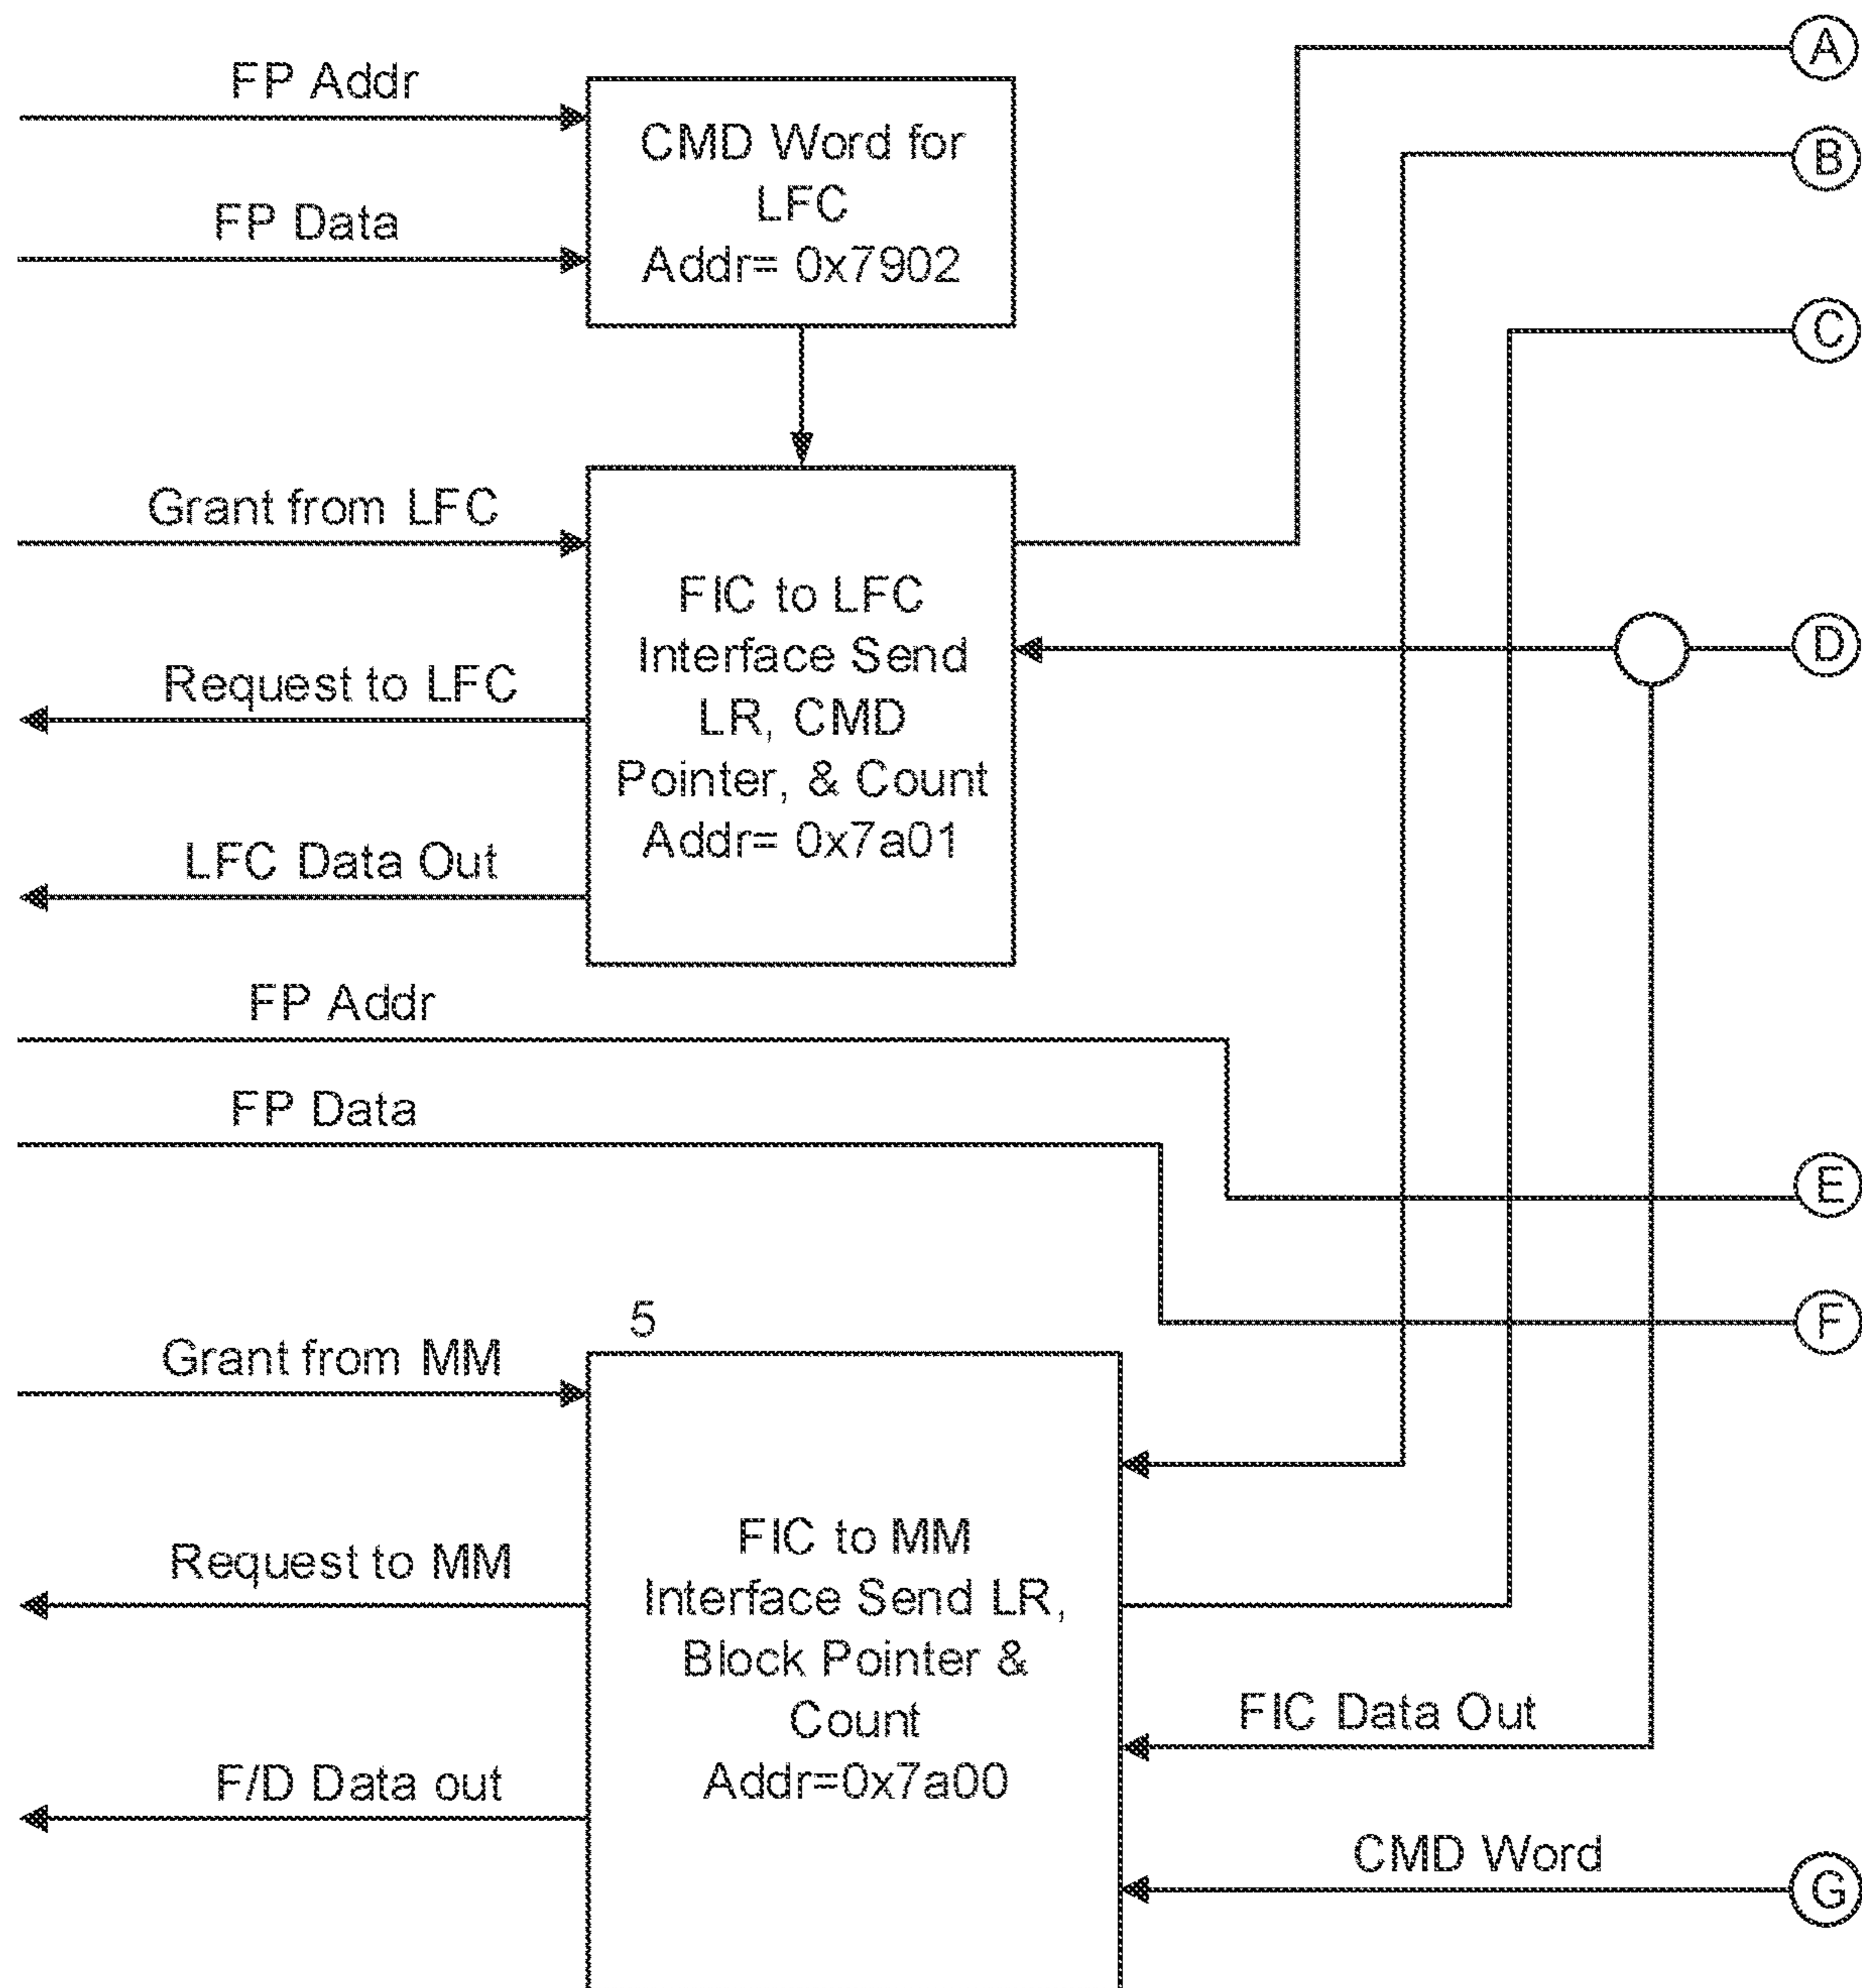 A
FP Addr
B
CMD Word for
LFC
Addr= 0x7902
FP Data
C
Grant from LFC
FIC to LFC
Interface Send
LR, CMD
Pointer, & Count
Addr= 0x7a01
D
Request to LFC
LFC Data Out
FP Addr
FP Data
E
F
5
Grant from MM
FIC to MM
Interface Send LR,
Block Pointer &
Count
Addr=0x7a00
Request to MM
FIC Data Out
F/D Data out
CMD Word
G